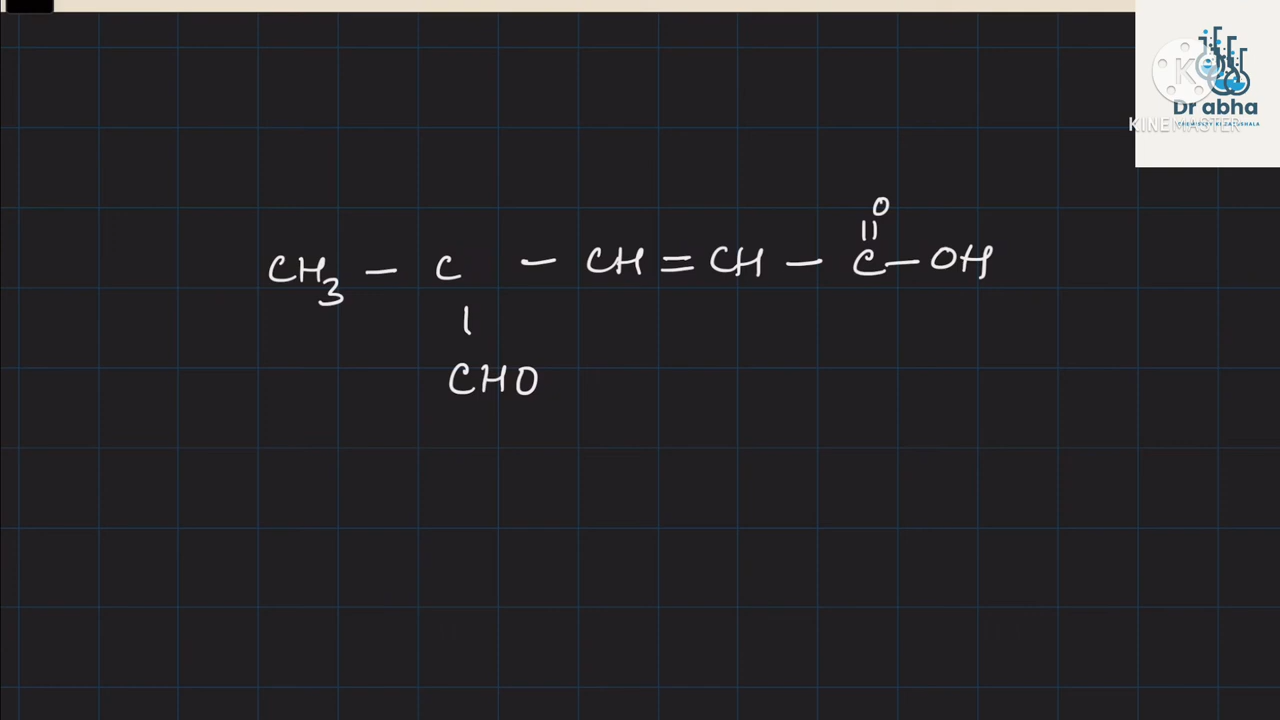 O
||
CH3 – C – CH = CH – C – OH
|
CHO
K
Dr abha
KINEMASTER